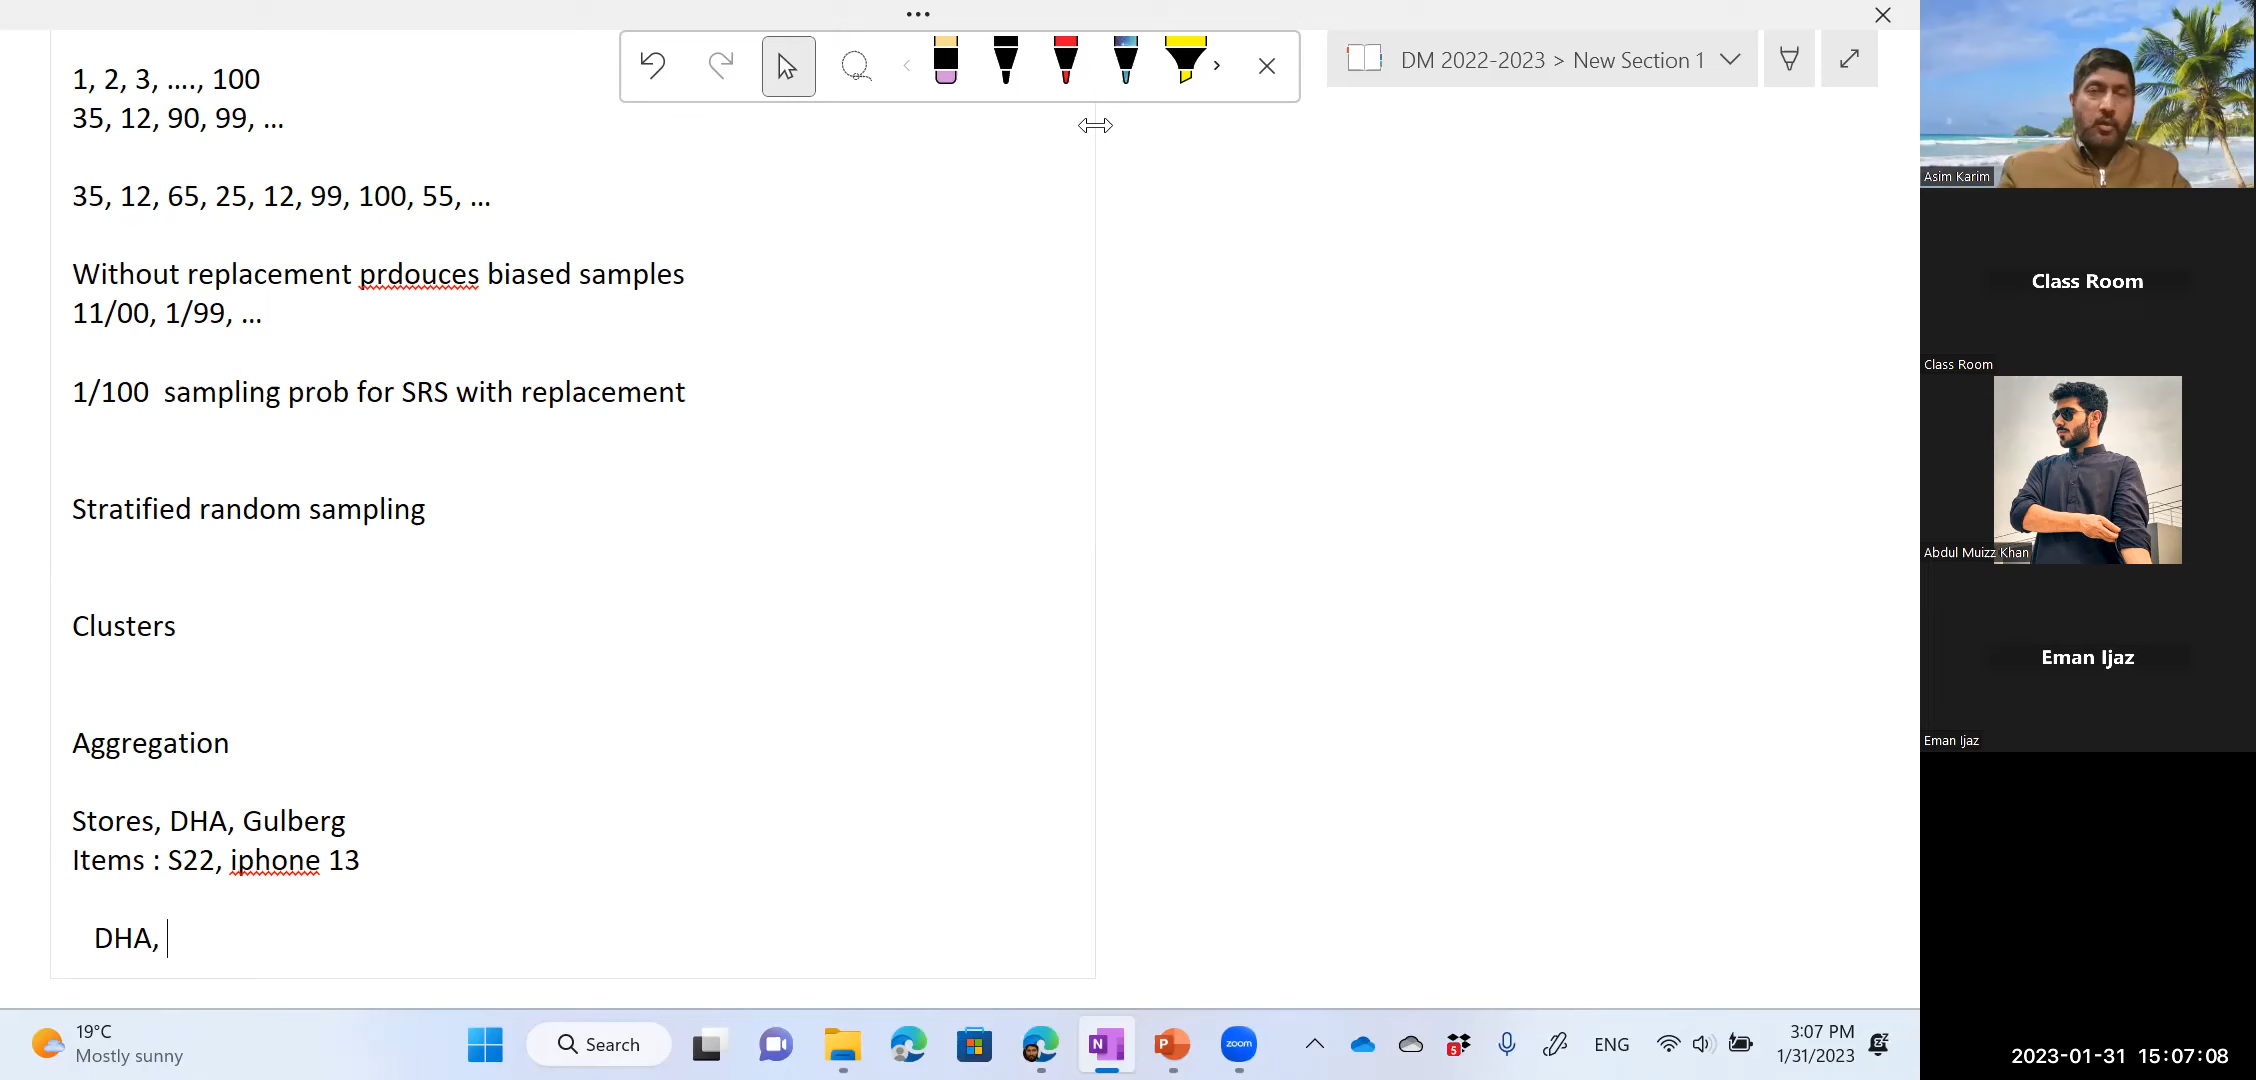 1, 2, 3, ...., 100
35, 12, 90, 99, ...
35, 12, 65, 25, 12, 99, 100, 55, ...
Without replacement prdouces biased samples
11/00, 1/99, ...
1/100  sampling prob for SRS with replacement
Stratified random sampling
Clusters
Aggregation
Stores, DHA, Gulberg
Items : S22, iphone 13
DHA,
DM 2022-2023 > New Section 1
Asim Karim
Class Room
Class Room
Abdul Muizz Khan
Eman Ijaz
Eman Ijaz
19°C
Mostly sunny
Search
N
P
zoom
5
ENG
3:07 PM
1/31/2023
2023-01-31 15:07:08